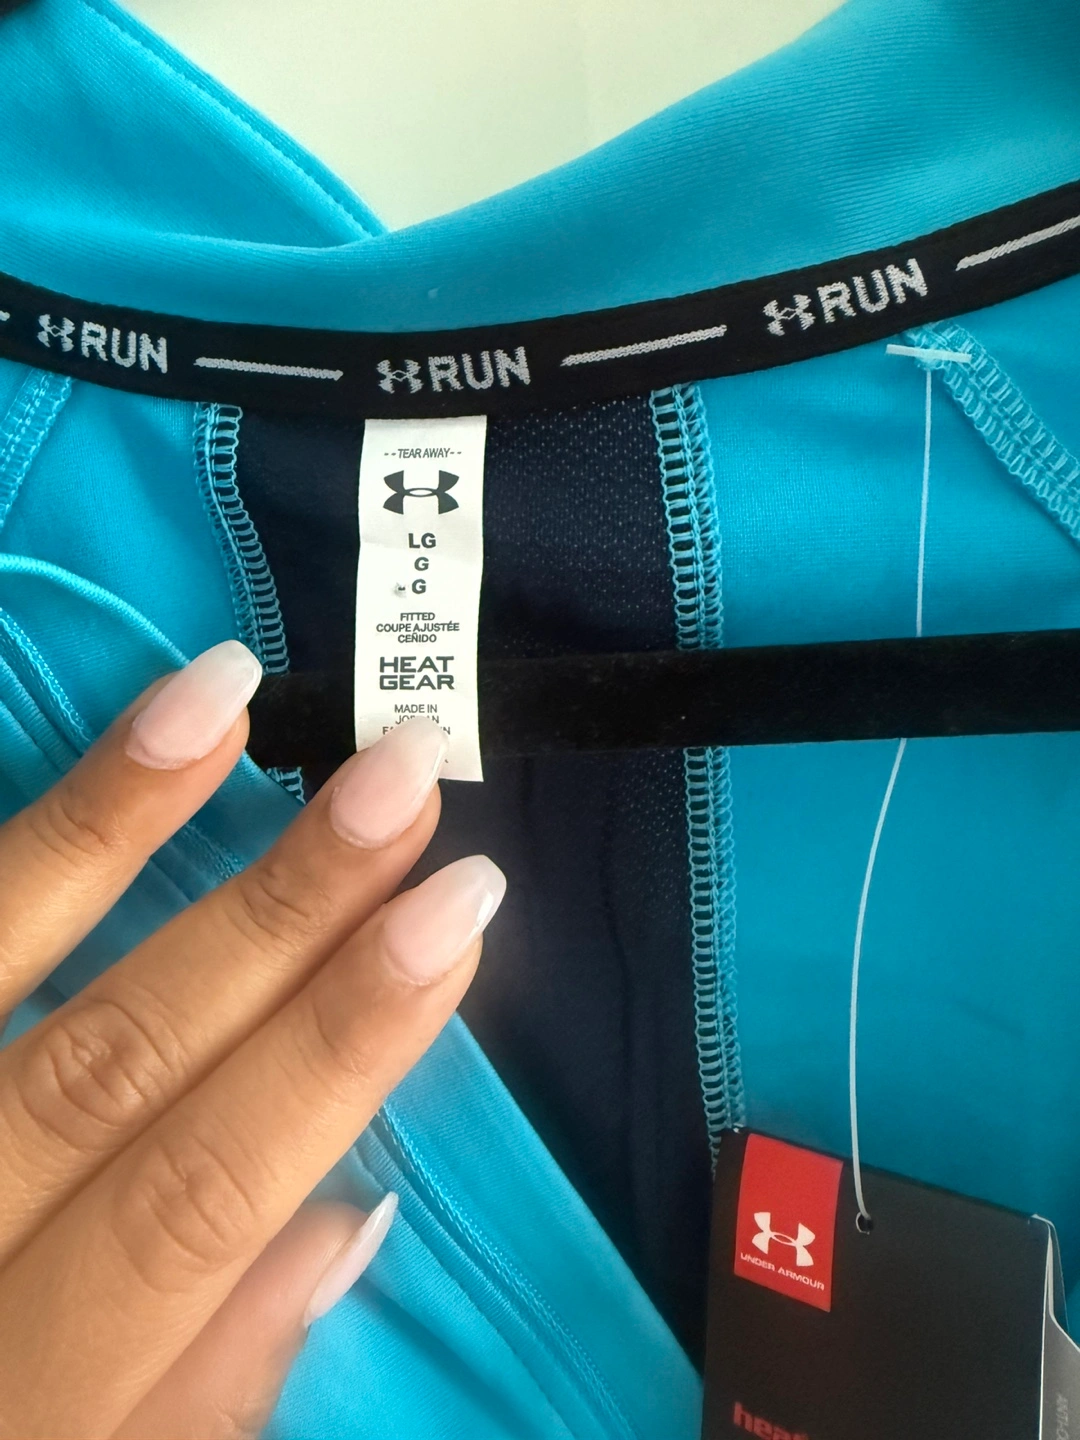 RUN
RUN
RUN
--TEAR AWAY--
LG
G
G
FITTED
COUPE AJUSTÉE
CEÑIDO
HEAT
GEAR
MADE IN
UNDER ARMOUR